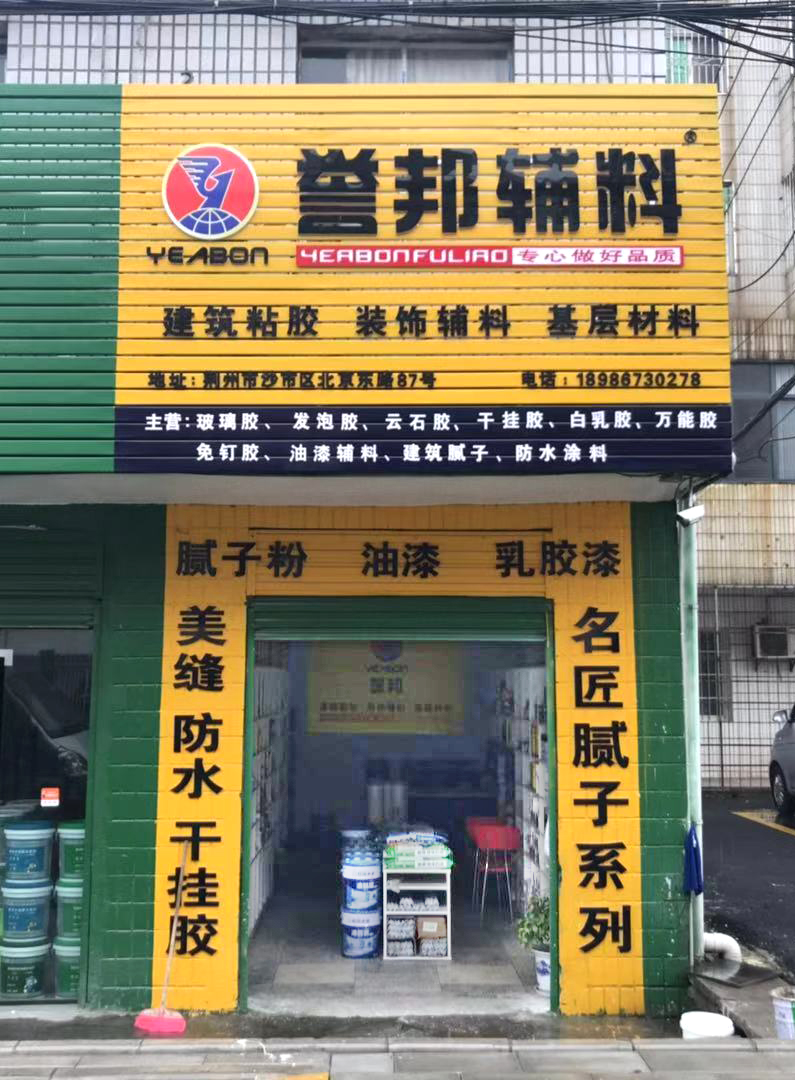 誉邦辅料®
YEABON
YEABONFULIAO 专心做好品质
建筑粘胶 装饰辅料 基层材料
地址:荆州市沙市区北京东路87号 电话:18986730278
主营:玻璃胶、发泡胶、云石胶、干挂胶、白乳胶、万能胶
免钉胶、油漆辅料、建筑腻子、防水涂料
腻子粉 油漆 乳胶漆
美缝 防水 干挂胶
名匠腻子系列
YEABON
誉邦